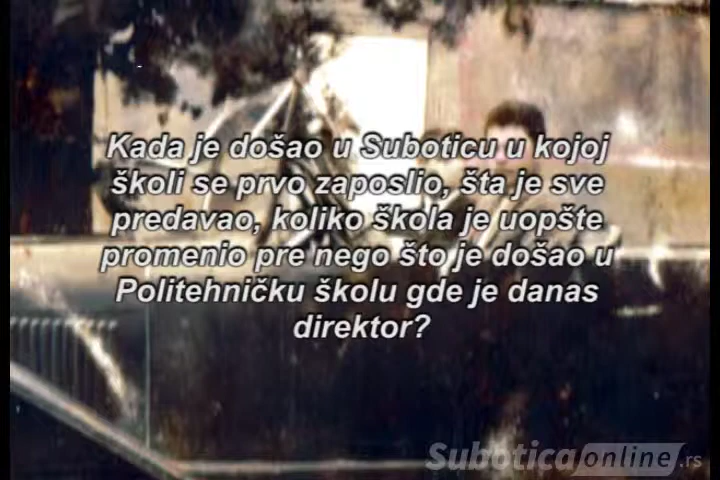 Kada je došao u Suboticu u kojoj
školi se prvo zaposlio, šta je sve
predavao, koliko škola je uopšte
promenio pre nego što je došao u
Politehničku školu gde je danas
direktor?
Suboticaonline.rs